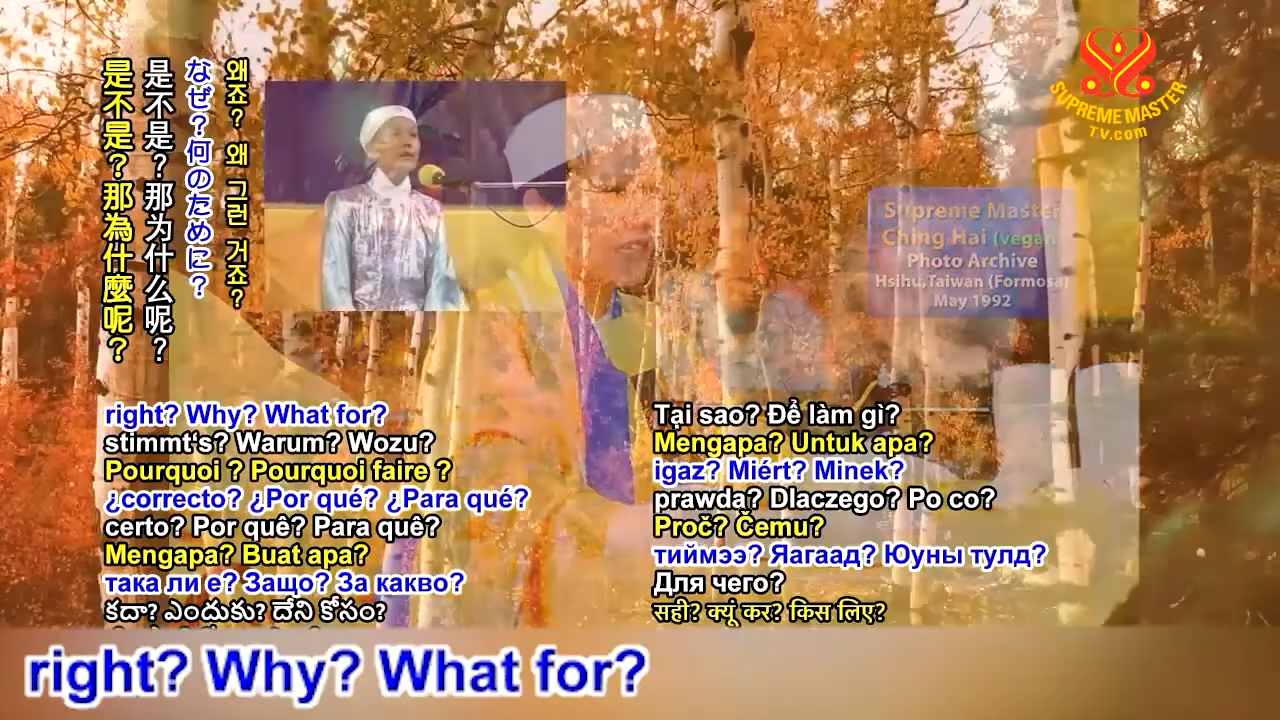 是不是？那為什麼呢？
是不是？那为什么呢？
なぜ？何のために？
왜죠? 왜 그런 거죠?
SUPREME MASTER
TV.com
Supreme Master
Ching Hai (vegan
Photo Archive
Hsihu,Taiwan (Formosa)
May 1992
right? Why? What for?
stimmt‘s? Warum? Wozu?
Pourquoi ? Pourquoi faire ?
¿correcto? ¿Por qué? ¿Para qué?
certo? Por quê? Para quê?
Mengapa? Buat apa?
така ли е? Защо? За какво?
కదా? ఎందుకు? దేని కోసం?
Tại sao? Để làm gì?
Mengapa? Untuk apa?
igaz? Miért? Minek?
prawda? Dlaczego? Po co?
Proč? Čemu?
тиймээ? Яагаад? Юуны тулд?
Для чего?
सही? क्यूं कर? किस लिए?
right? Why? What for?